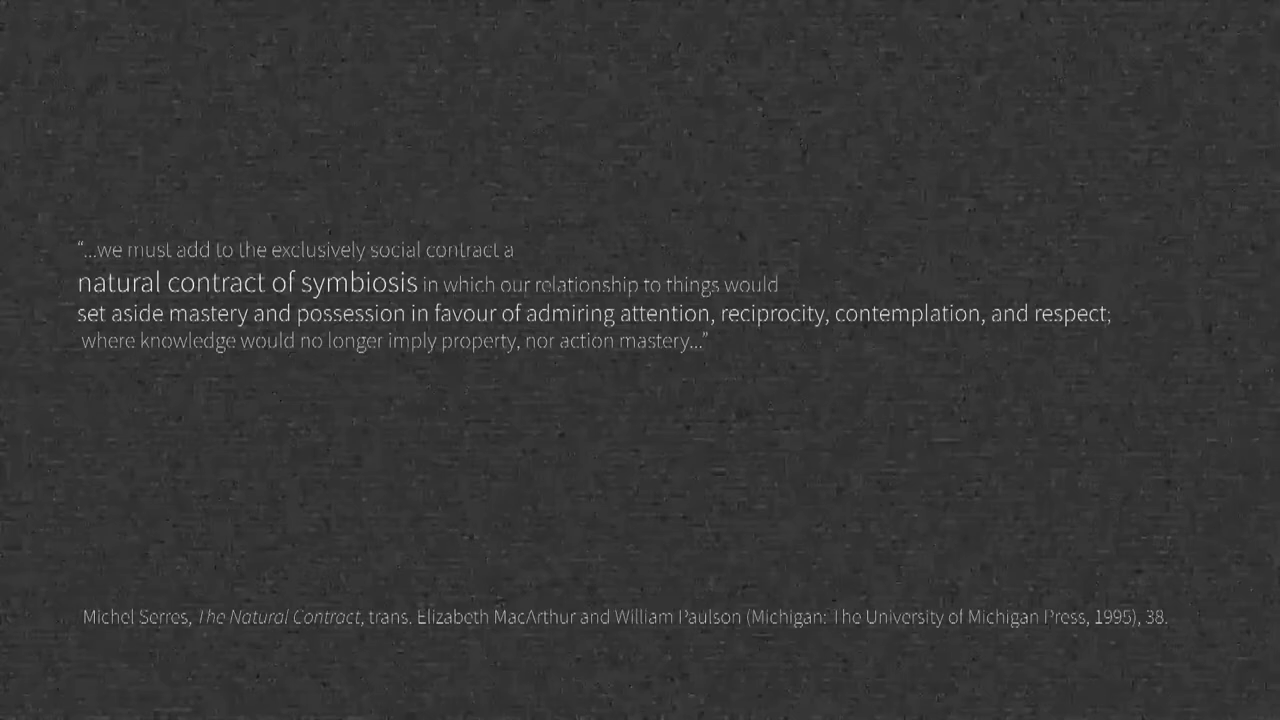 “...we must add to the exclusively social contract a
natural contract of symbiosis in which our relationship to things would
set aside mastery and possession in favour of admiring attention, reciprocity, contemplation, and respect;
where knowledge would no longer imply property, nor action mastery...”
Michel Serres, The Natural Contract, trans. Elizabeth MacArthur and William Paulson (Michigan: The University of Michigan Press, 1995), 38.